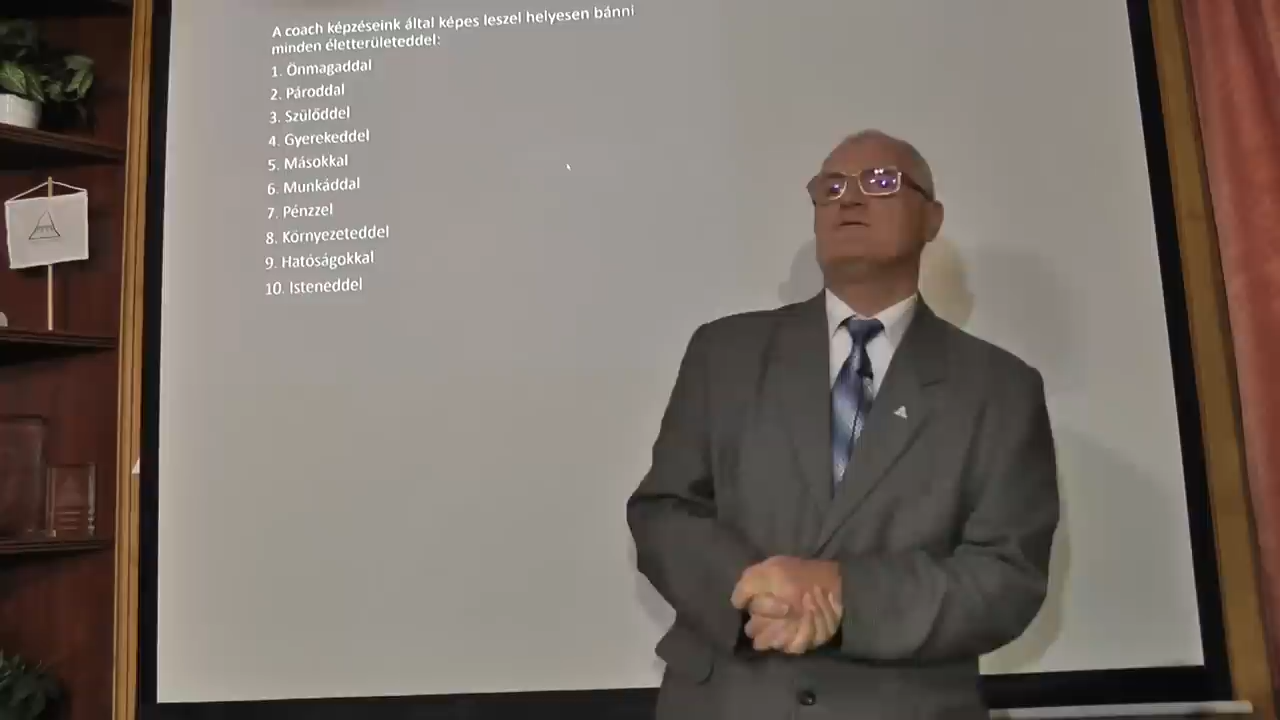 A coach képzéseink által képes leszel helyesen bánni
minden életterületeddel:
1. Önmagaddal
2. Pároddal
3. Szülőddel
4. Gyerekeddel
5. Másokkal
6. Munkáddal
7. Pénzzel
8. Környezeteddel
9. Hatóságokkal
10. Isteneddel